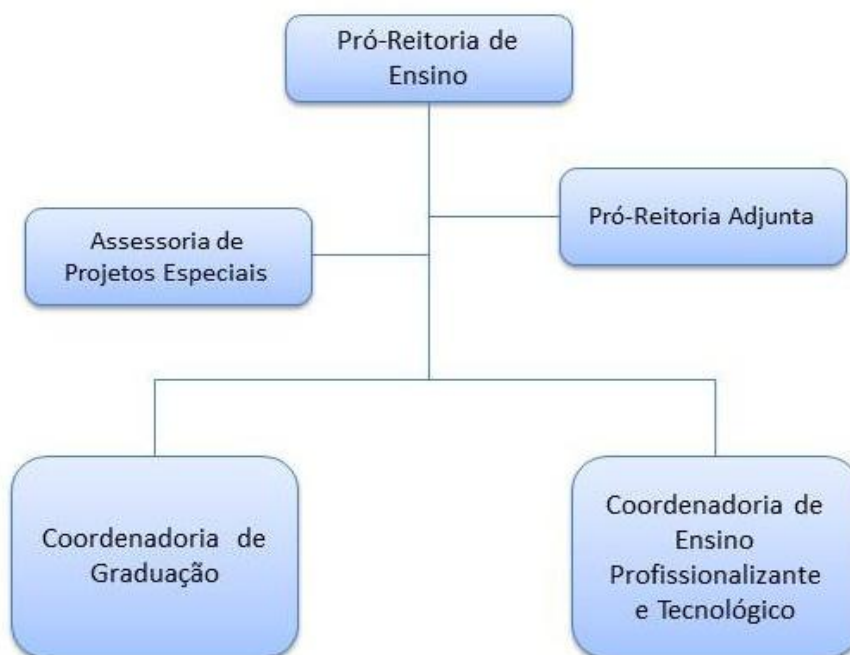 Pró-Reitoria de
Ensino
Pró-Reitoria Adjunta
Assessoria de
Projetos Especiais
Coordenadoria de
Graduação
Coordenadoria de
Ensino
Profissionalizante
e Tecnológico